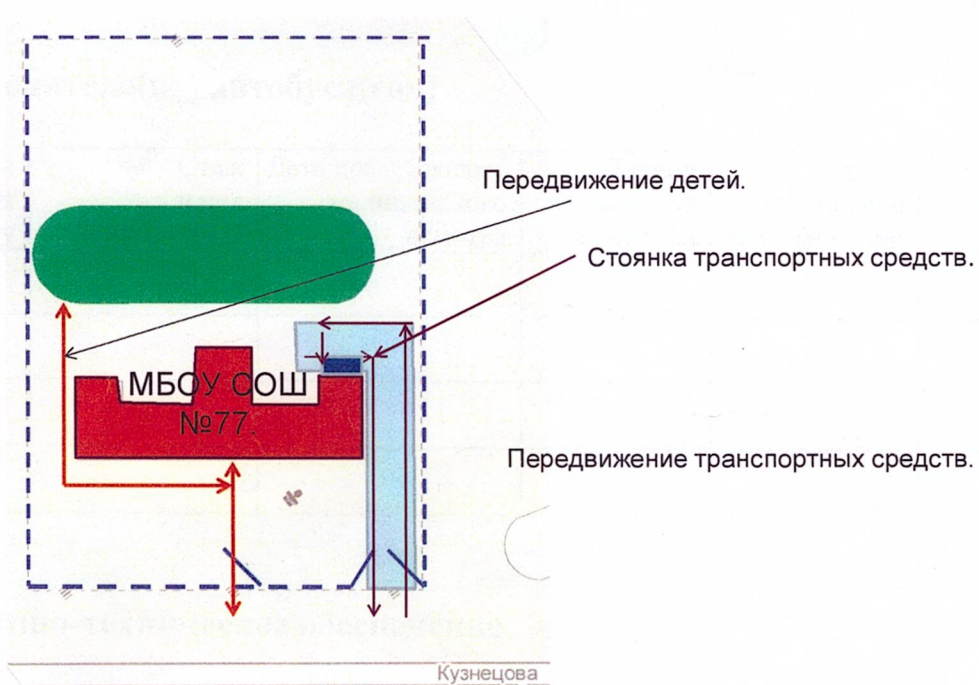 Передвижение детей.
Стоянка транспортных средств.
МБОУ СОШ
№77.
Передвижение транспортных средств.
Кузнецова